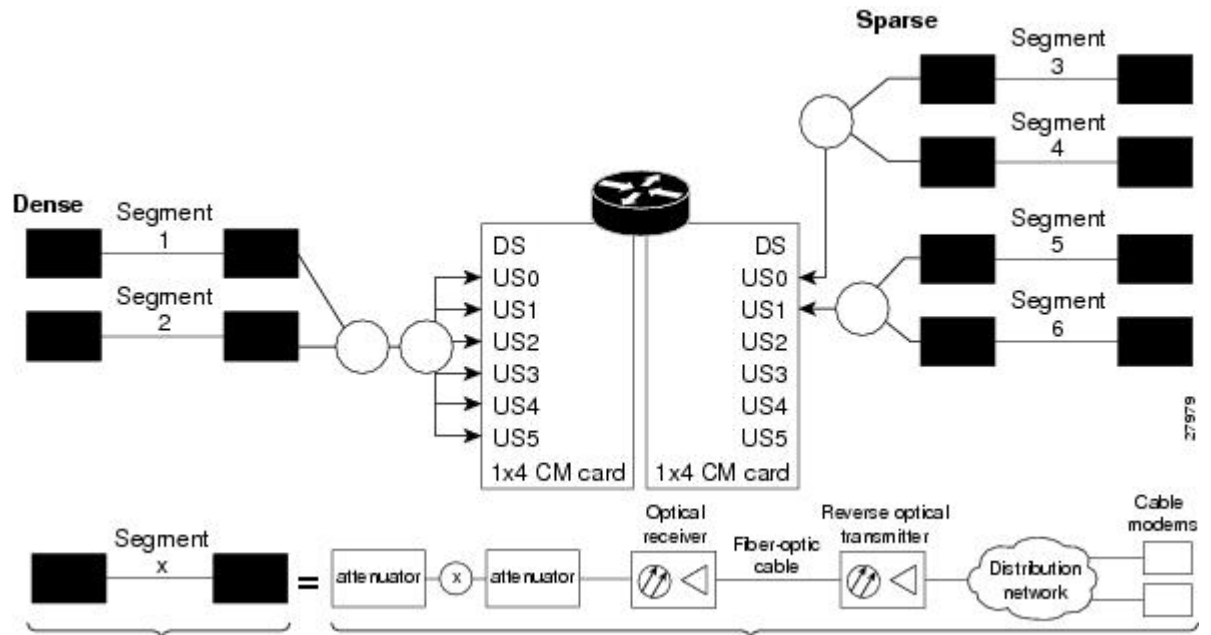 Sparse
Segment
3
Segment
4
Segment
5
Segment
6
Dense
Segment
1
Segment
2
DS
US0
US1
US2
US3
US4
US5
1x4 CM card
DS
US0
US1
US2
US3
US4
US5
1x4 CM card
27979
Segment
x
=
attenuator
x
attenuator
Optical
receiver
Fiber-optic
cable
Reverse optical
transmitter
Distribution
network
Cable
modems